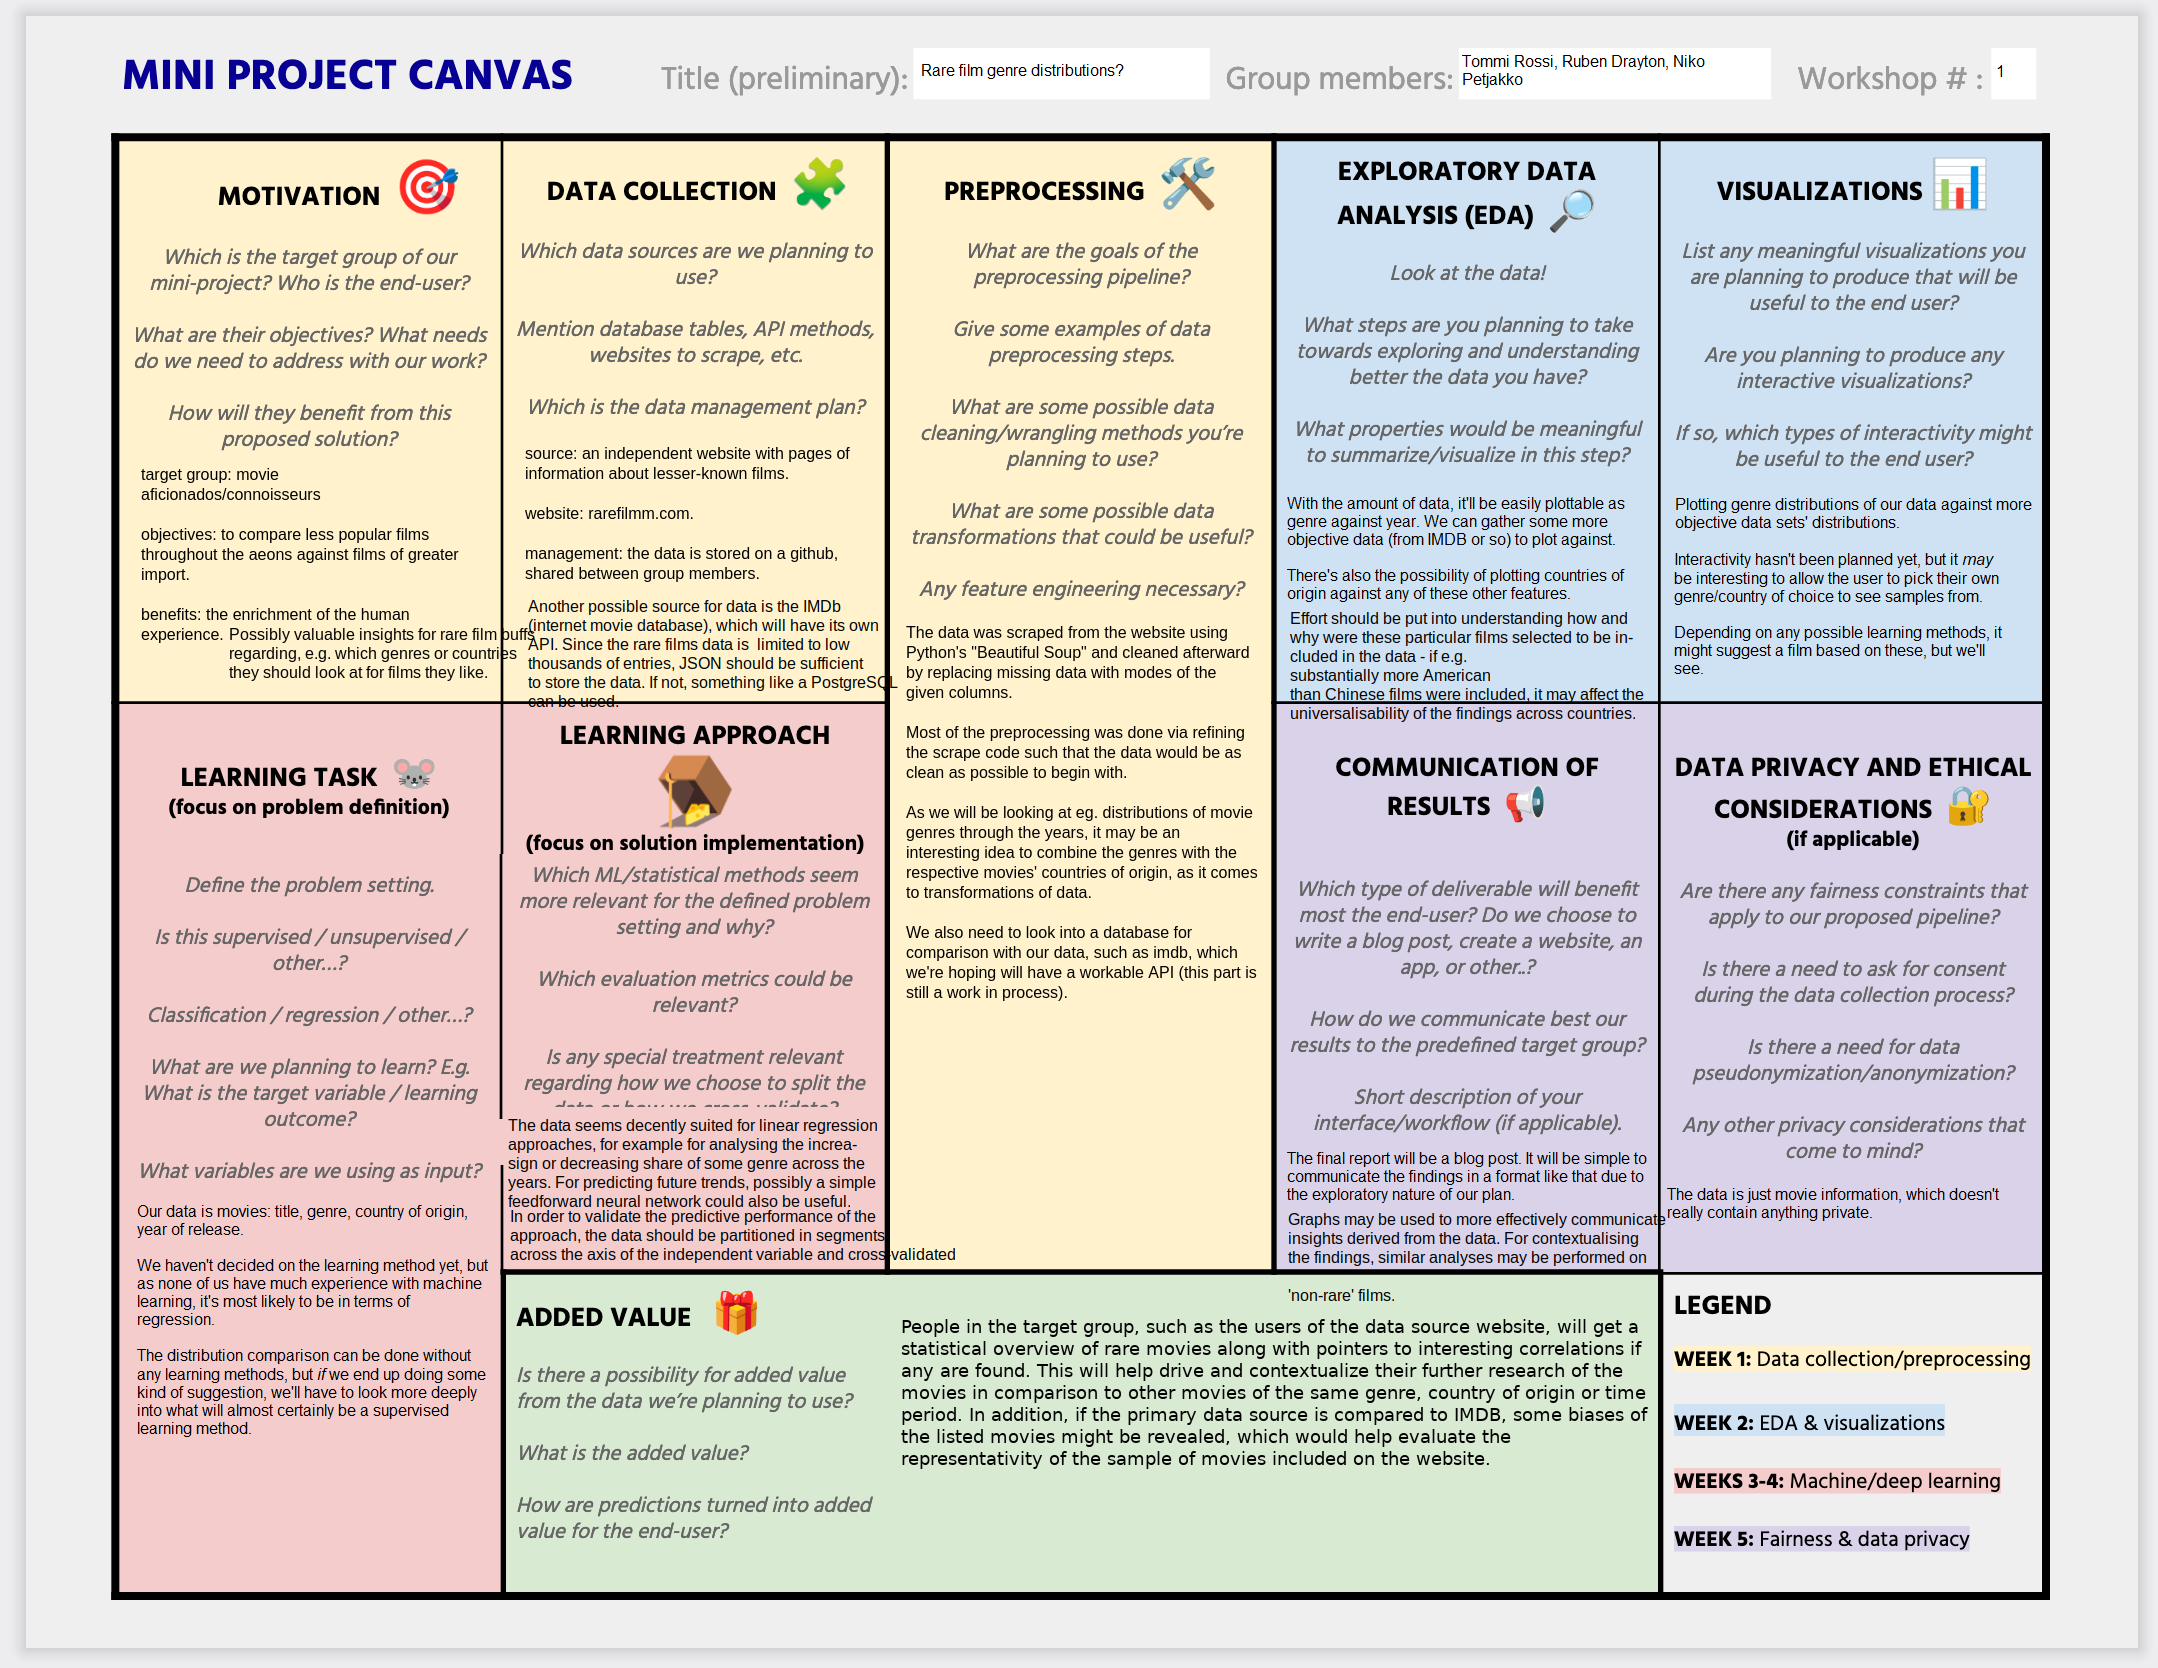 MINI PROJECT CANVAS
Title (preliminary):
Rare film genre distributions?
Group members:
Tommi Rossi, Ruben Drayton, Niko
Petjakko
Workshop # :
1
MOTIVATION
Which is the target group of our
mini-project? Who is the end-user?
What are their objectives? What needs
do we need to address with our work?
How will they benefit from this
proposed solution?
target group: movie
aficionados/connoisseurs
objectives: to compare less popular films
throughout the aeons against films of greater
import.
benefits: the enrichment of the human
experience. Possibly valuable insights for rare film buffs
regarding, e.g. which genres or countries
they should look at for films they like.
DATA COLLECTION
Which data sources are we planning to
use?
Mention database tables, API methods,
websites to scrape, etc.
Which is the data management plan?
source: an independent website with pages of
information about lesser-known films.
website: rarefilmm.com.
management: the data is stored on a github,
shared between group members.
Another possible source for data is the IMDb
(internet movie database), which will have its own
API. Since the rare films data is limited to low
thousands of entries, JSON should be sufficient
to store the data. If not, something like a PostgreSQL
can be used.
PREPROCESSING
What are the goals of the
preprocessing pipeline?
Give some examples of data
preprocessing steps.
What are some possible data
cleaning/wrangling methods you're
planning to use?
What are some possible data
transformations that could be useful?
Any feature engineering necessary?
The data was scraped from the website using
Python's "Beautiful Soup" and cleaned afterward
by replacing missing data with modes of the
given columns.
Most of the preprocessing was done via refining
the scrape code such that the data would be as
clean as possible to begin with.
As we will be looking at eg. distributions of movie
genres through the years, it may be an
interesting idea to combine the genres with the
respective movies' countries of origin, as it comes
to transformations of data.
We also need to look into a database for
comparison with our data, such as imdb, which
we're hoping will have a workable API (this part is
still a work in process).
EXPLORATORY DATA
ANALYSIS (EDA)
Look at the data!
What steps are you planning to take
towards exploring and understanding
better the data you have?
What properties would be meaningful
to summarize/visualize in this step?
With the amount of data, it'll be easily plottable as
genre against year. We can gather some more
objective data (from IMDB or so) to plot against.
There's also the possibility of plotting countries of
origin against any of these other features.
Effort should be put into understanding how and
why were these particular films selected to be in-
cluded in the data - if e.g.
substantially more American
than Chinese films were included, it may affect the
universalisability of the findings across countries.
VISUALIZATIONS
List any meaningful visualizations you
are planning to produce that will be
useful to the end user?
Are you planning to produce any
interactive visualizations?
If so, which types of interactivity might
be useful to the end user?
Plotting genre distributions of our data against more
objective data sets' distributions.
Interactivity hasn't been planned yet, but it may
be interesting to allow the user to pick their own
genre/country of choice to see samples from.
Depending on any possible learning methods, it
might suggest a film based on these, but we'll
see.
LEARNING TASK
(focus on problem definition)
Define the problem setting.
Is this supervised / unsupervised /
other...?
Classification / regression / other...?
What are we planning to learn? E.g.
What is the target variable / learning
outcome?
What variables are we using as input?
Our data is movies: title, genre, country of origin,
year of release.
We haven't decided on the learning method yet, but
as none of us have much experience with machine
learning, it's most likely to be in terms of
regression.
The distribution comparison can be done without
any learning methods, but if we end up doing some
kind of suggestion, we'll have to look more deeply
into what will almost certainly be a supervised
learning method.
LEARNING APPROACH
(focus on solution implementation)
Which ML/statistical methods seem
more relevant for the defined problem
setting and why?
Which evaluation metrics could be
relevant?
Is any special treatment relevant
regarding how we choose to split the
data or how we cross-validate?
The data seems decently suited for linear regression
approaches, for example for analysing the increa-
sign or decreasing share of some genre across the
years. For predicting future trends, possibly a simple
feedforward neural network could also be useful.
In order to validate the predictive performance of the
approach, the data should be partitioned in segments
across the axis of the independent variable and cross-validated
COMMUNICATION OF
RESULTS
Which type of deliverable will benefit
most the end-user? Do we choose to
write a blog post, create a website, an
app, or other..?
How do we communicate best our
results to the predefined target group?
Short description of your
interface/workflow (if applicable).
The final report will be a blog post. It will be simple to
communicate the findings in a format like that due to
the exploratory nature of our plan.
Graphs may be used to more effectively communicate
insights derived from the data. For contextualising
the findings, similar analyses may be performed on
'non-rare' films.
DATA PRIVACY AND ETHICAL
CONSIDERATIONS
(if applicable)
Are there any fairness constraints that
apply to our proposed pipeline?
Is there a need to ask for consent
during the data collection process?
Is there a need for data
pseudonymization/anonymization?
Any other privacy considerations that
come to mind?
The data is just movie information, which doesn't
really contain anything private.
ADDED VALUE
Is there a possibility for added value
from the data we're planning to use?
What is the added value?
How are predictions turned into added
value for the end-user?
People in the target group, such as the users of the data source website, will get a
statistical overview of rare movies along with pointers to interesting correlations if
any are found. This will help drive and contextualize their further research of the
movies in comparison to other movies of the same genre, country of origin or time
period. In addition, if the primary data source is compared to IMDB, some biases of
the listed movies might be revealed, which would help evaluate the
representativity of the sample of movies included on the website.
LEGEND
WEEK 1: Data collection/preprocessing
WEEK 2: EDA & visualizations
WEEKS 3-4: Machine/deep learning
WEEK 5: Fairness & data privacy